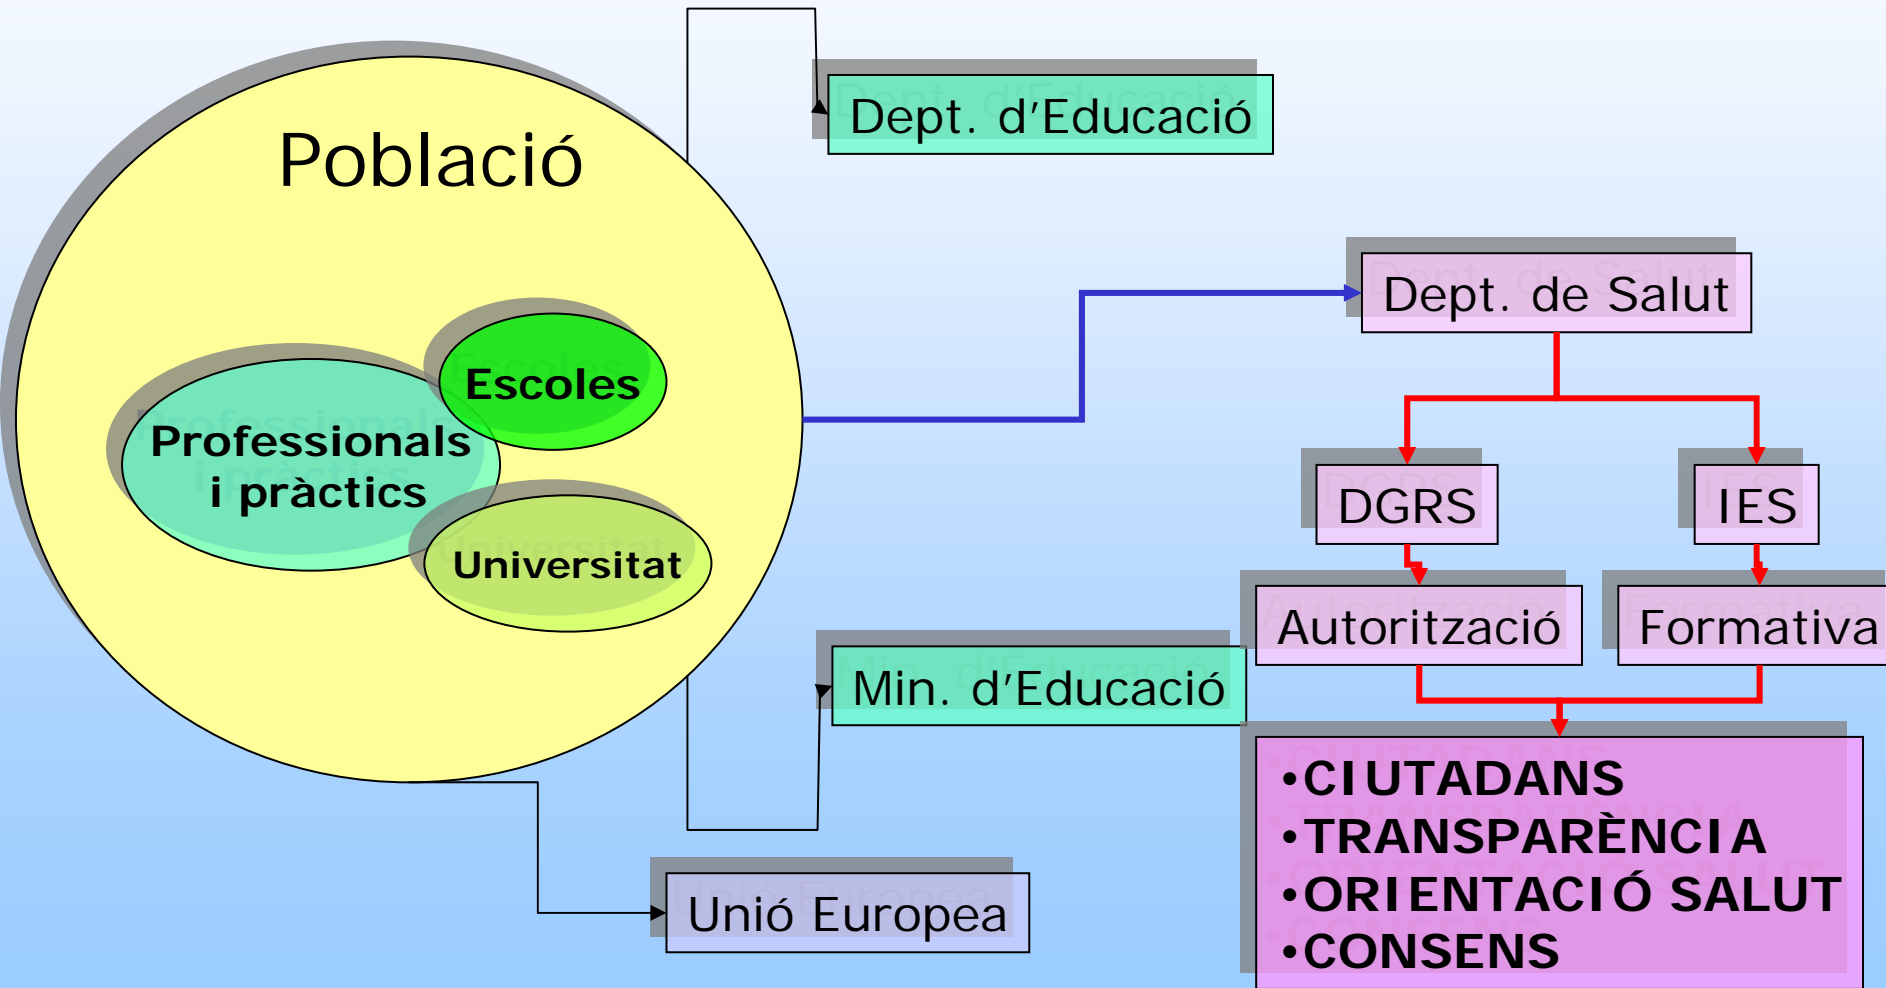 Població
Escoles
Professionals
i pràctics
Universitat
Dept. d'Educació
Dept. de Salut
DGRS
IES
Autorització
Formativa
Min. d'Educació
Unió Europea
•CIUTADANS
•TRANSPARÈNCIA
•ORIENTACIÓ SALUT
•CONSENS